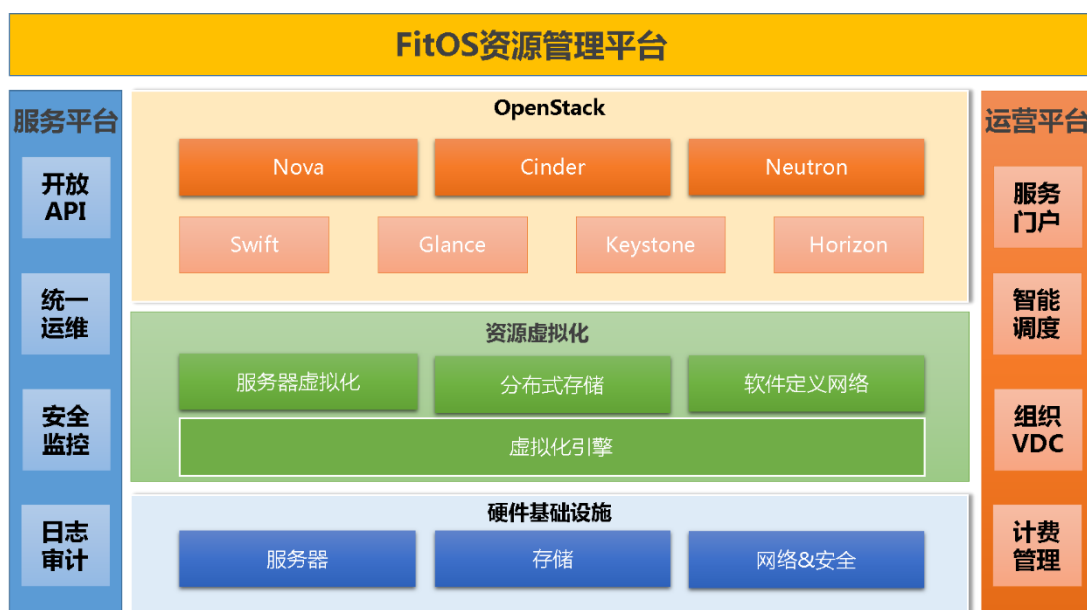 FitOS资源管理平台
服务平台
开放
API
统一
运维
安全
监控
日志
审计
OpenStack
Nova
Cinder
Neutron
Swift
Glance
Keystone
Horizon
资源虚拟化
服务器虚拟化
分布式存储
软件定义网络
虚拟化引擎
硬件基础设施
服务器
存储
网络&安全
运营平台
服务
门户
智能
调度
组织
VDC
计费
管理